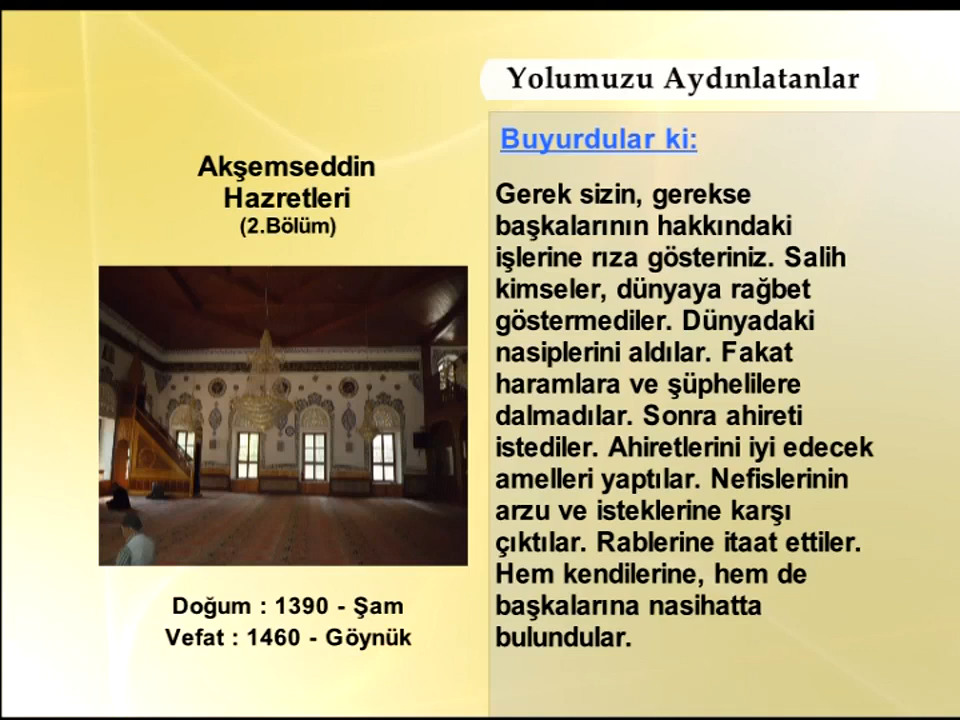 Yolumuzu Aydınlatanlar
Akşemseddin
Hazretleri
(2.Bölüm)
Doğum : 1390 - Şam
Vefat : 1460 - Göynük
Buyurdular ki:
Gerek sizin, gerekse
başkalarının hakkındaki
işlerine rıza gösteriniz. Salih
kimseler, dünyaya rağbet
göstermediler. Dünyadaki
nasiplerini aldılar. Fakat
haramlara ve şüphelilere
dalmadılar. Sonra ahireti
istediler. Ahiretlerini iyi edecek
amelleri yaptılar. Nefislerinin
arzu ve isteklerine karşı
çıktılar. Rablerine itaat ettiler.
Hem kendilerine, hem de
başkalarına nasihatta
bulundular.